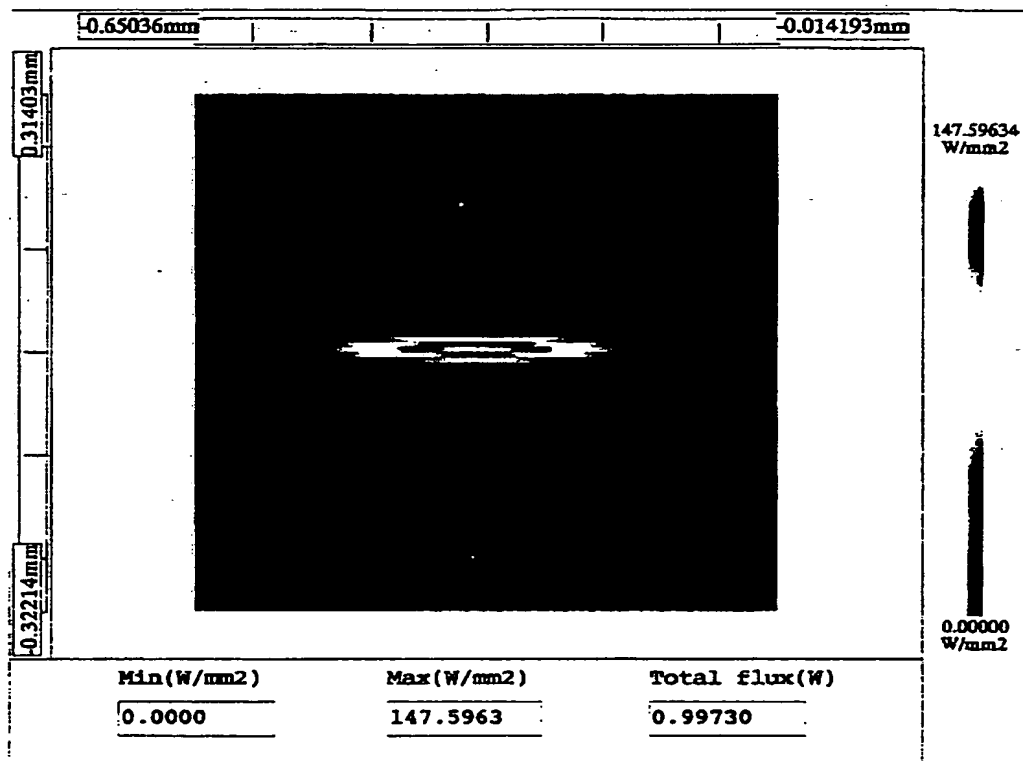 -0.65036mm
-0.014193mm
0.31403mm
147.59634
W/mm2
-0.32214mm
0.00000
W/mm2
Min(W/mm2) Max(W/mm2) Total flux(W)
0.0000 147.5963 0.99730